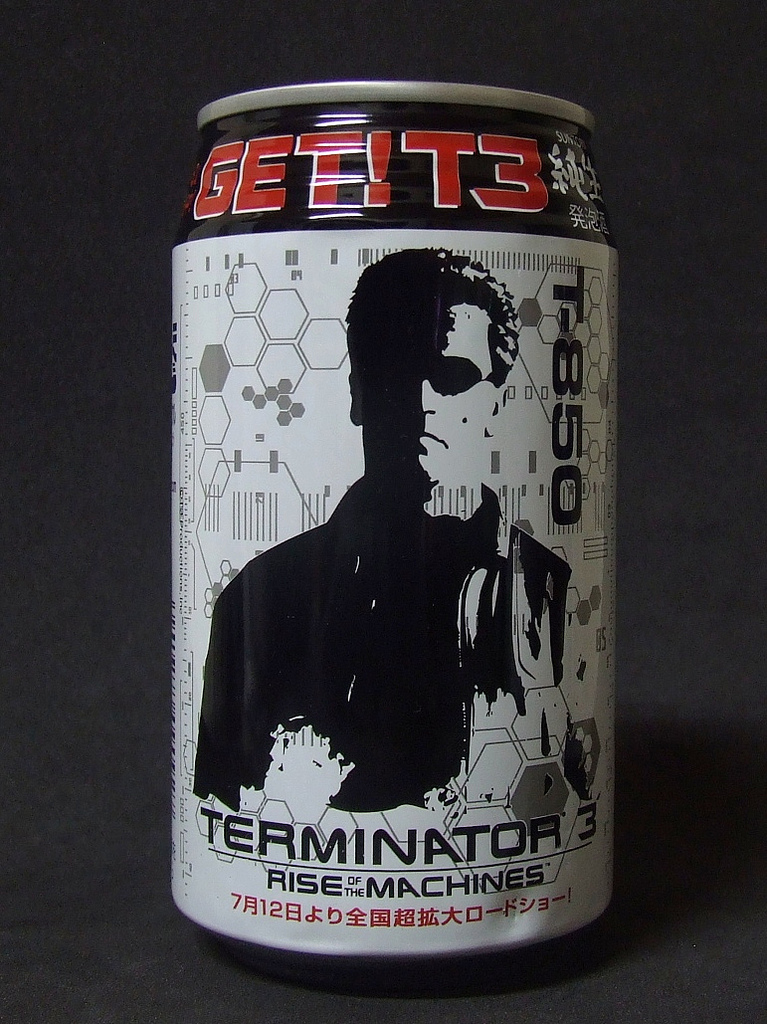 GET! T3
純生
発泡酒
T-850
TERMINATOR 3
RISE OF THE MACHINES
7月12日より全国超拡大ロードショー!